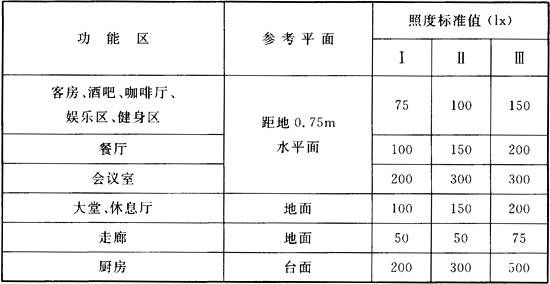 功能区 参考平面 照度标准值(lx)
Ⅰ Ⅱ Ⅲ
客房、酒吧、咖啡厅、
娱乐区、健身区 75 100 150
距地0.75m
水平面
餐厅 100 150 200
会议室 200 300 300
大堂、休息厅 地面 100 150 200
走廊 地面 50 50 75
厨房 台面 200 300 500